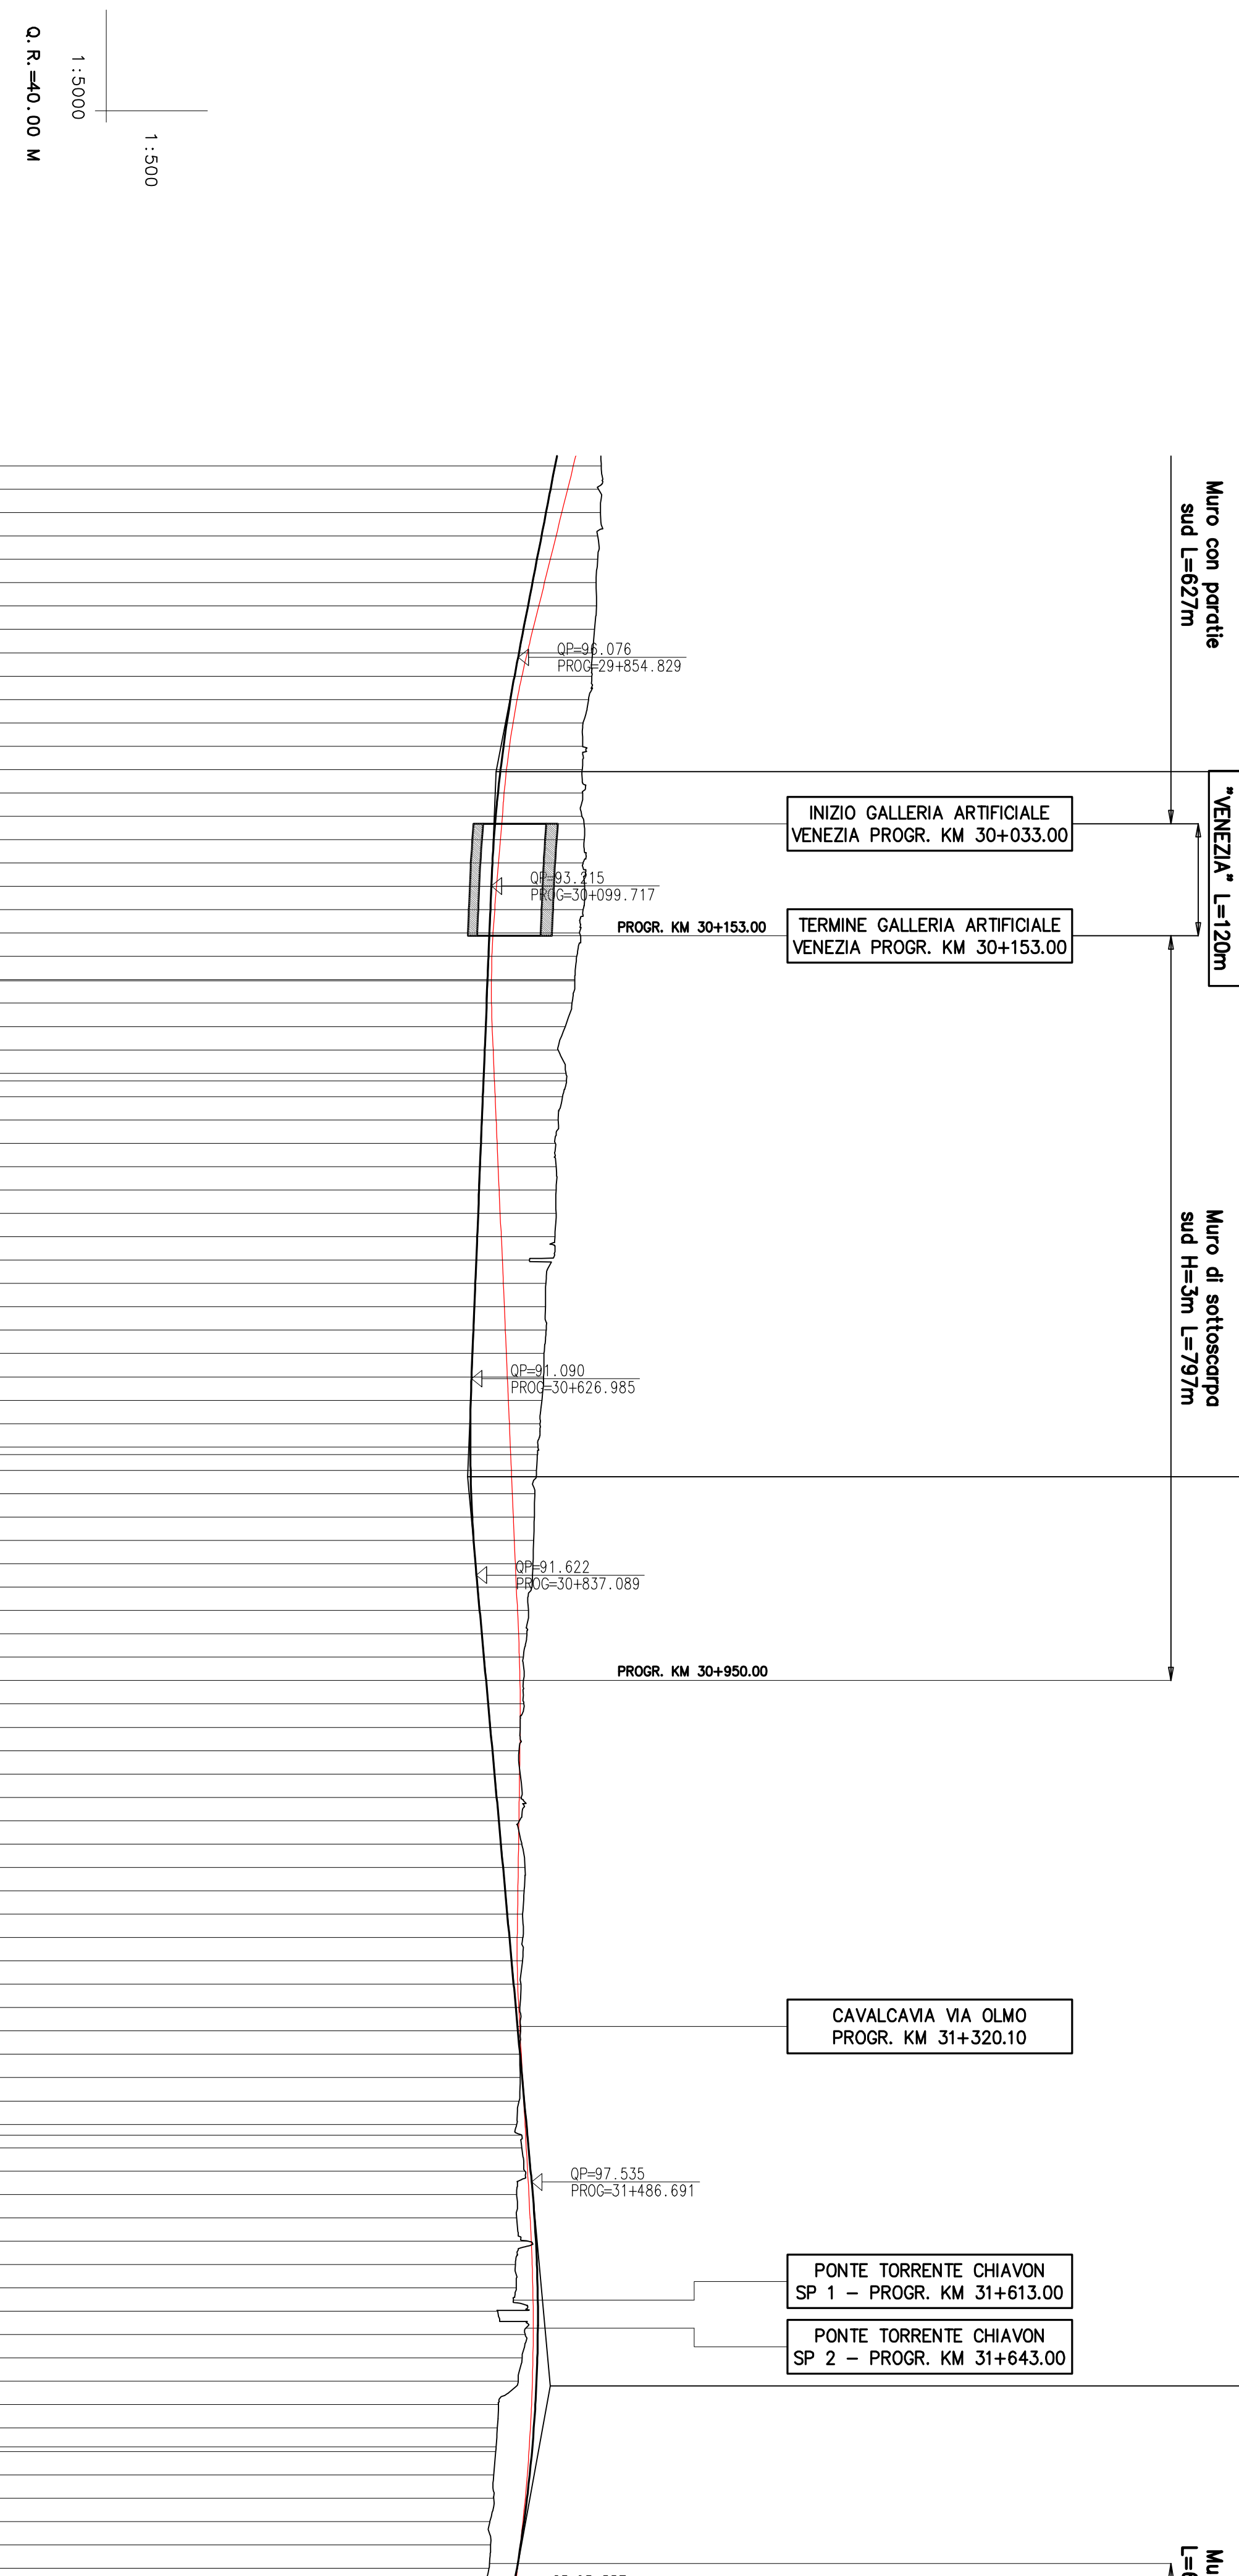 Q.R.=40.00 M
1:5000
1:500
Muro con paratie
sud L=627m
QP=96.076
PROG=29+854.829
"VENEZIA" L=120m
INIZIO GALLERIA ARTIFICIALE
VENEZIA PROGR. KM 30+033.00
QP=93.215
PROG=30+099.717
PROGR. KM 30+153.00
TERMINE GALLERIA ARTIFICIALE
VENEZIA PROGR. KM 30+153.00
Muro di sottoscarpa
sud H=3m L=797m
QP=91.090
PROG=30+626.985
QP=91.622
PROG=30+837.089
PROGR. KM 30+950.00
CAVALCAVIA VIA OLMO
PROGR. KM 31+320.10
QP=97.535
PROG=31+486.691
PONTE TORRENTE CHIAVON
SP 1 – PROGR. KM 31+613.00
PONTE TORRENTE CHIAVON
SP 2 – PROGR. KM 31+643.00